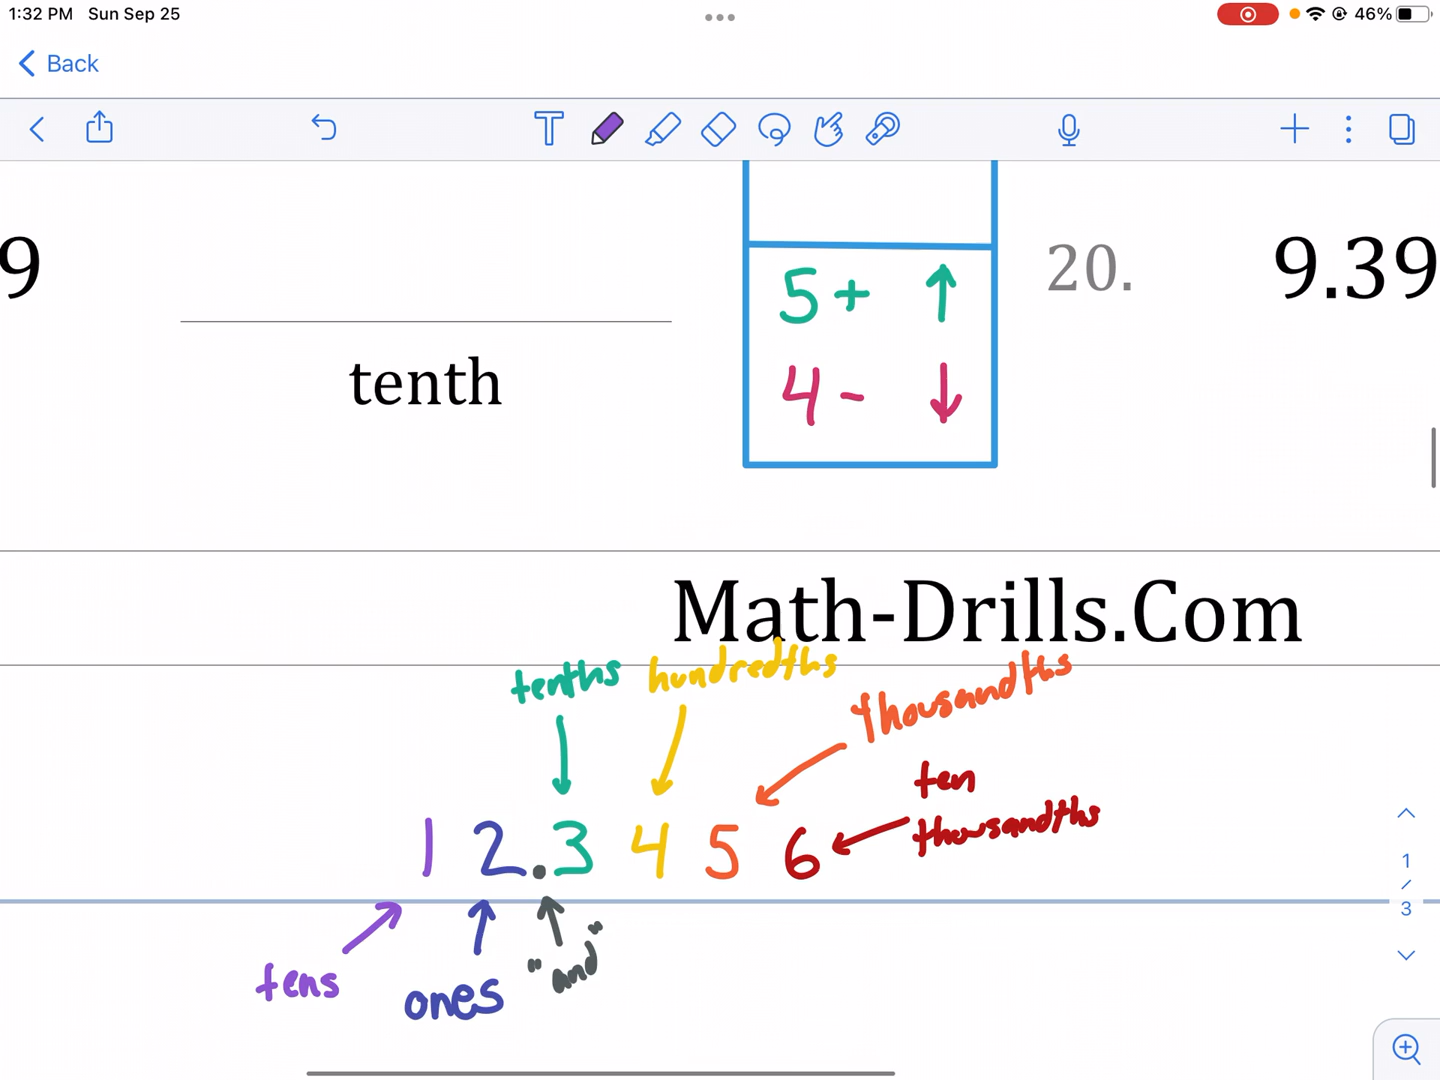 1:32 PM Sun Sep 25
46%
Back
9
5+ ↑
20.
9.39
tenth
4- ↓
Math-Drills.Com
tenths hundredths
thousandths
ten
thousandths
1 2.3 4 5 6
1
/
3
tens
ones
"and"